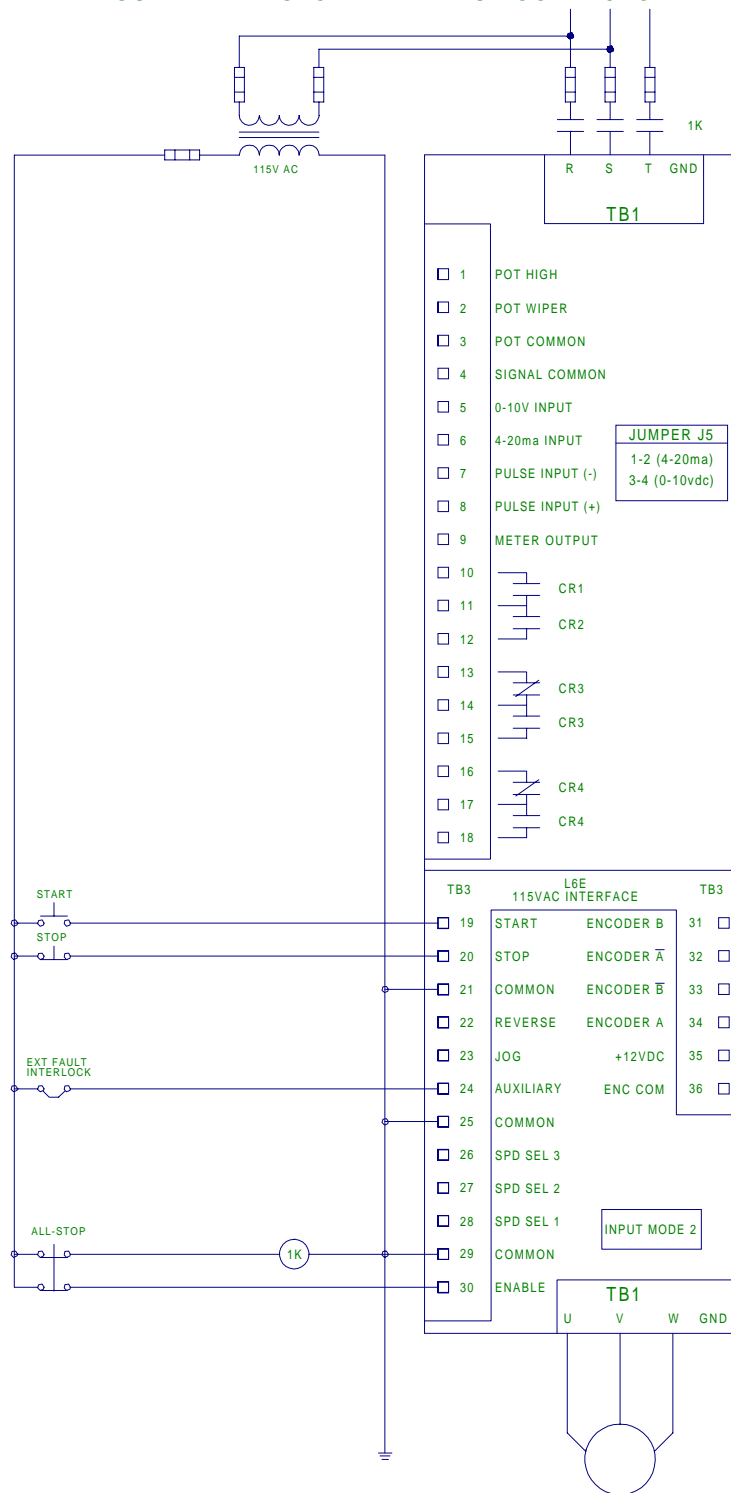 1K
115V AC
R S T GND
TB1
1 POT HIGH
2 POT WIPER
3 POT COMMON
4 SIGNAL COMMON
5 0-10V INPUT
6 4-20ma INPUT
JUMPER J5
1-2 (4-20ma)
3-4 (0-10vdc)
7 PULSE INPUT (-)
8 PULSE INPUT (+)
9 METER OUTPUT
10
CR1
11
CR2
12
13
CR3
14
CR3
15
16
CR4
17
CR4
18
TB3
L6E
115VAC INTERFACE
TB3
START
19 START ENCODER B 31
STOP
20 STOP ENCODER A̅ 32
21 COMMON ENCODER B̅ 33
22 REVERSE ENCODER A 34
23 JOG +12VDC 35
EXT FAULT
INTERLOCK
24 AUXILIARY ENC COM 36
25 COMMON
26 SPD SEL 3
27 SPD SEL 2
28 SPD SEL 1
INPUT MODE 2
ALL-STOP
1K
29 COMMON
30 ENABLE
TB1
U V W GND